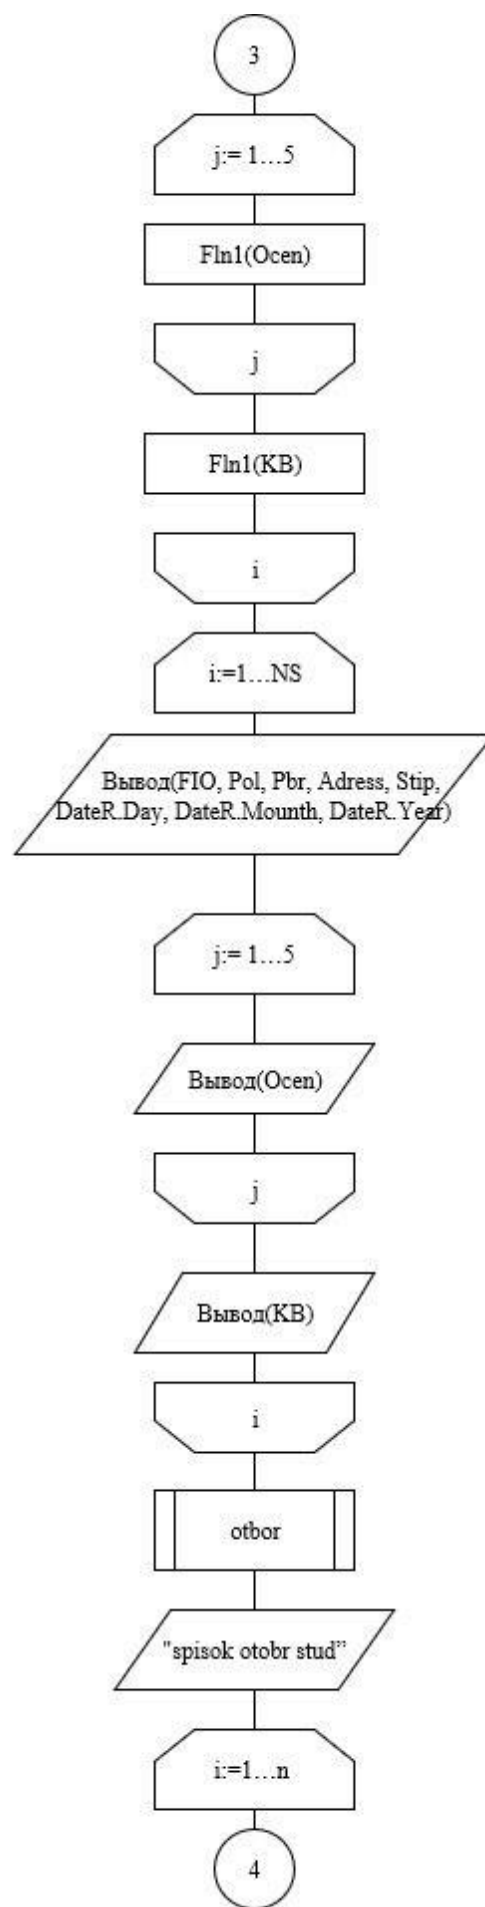 3
j:= 1...5
Fln1(Ocen)
j
Fln1(KB)
i
i:=1...NS
Вывод(FIO, Pol, Pbr, Adress, Stip,
DateR.Day, DateR.Mounth, DateR.Year)
j:= 1...5
Вывод(Ocen)
j
Вывод(KB)
i
otbor
"spisok otobr stud”
i:=1...n
4